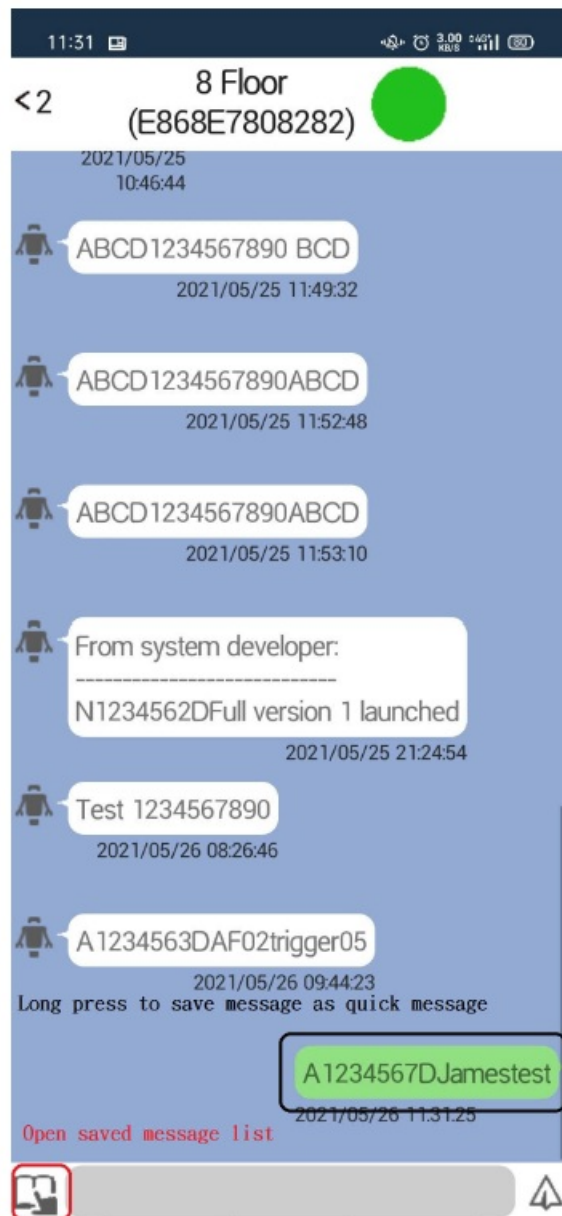 11:31
3.00
KB/S
4G+
80
<2
8 Floor
(E868E7808282)
2021/05/25
10:46:44
ABCD1234567890 BCD
2021/05/25 11:49:32
ABCD1234567890ABCD
2021/05/25 11:52:48
ABCD1234567890ABCD
2021/05/25 11:53:10
From system developer:
----------------------------
N1234562DFull version 1 launched
2021/05/25 21:24:54
Test 1234567890
2021/05/26 08:26:46
A1234563DAF02trigger05
2021/05/26 09:44:23
Long press to save message as quick message
A1234567DJamestest
2021/05/26 11:31:25
Open saved message list